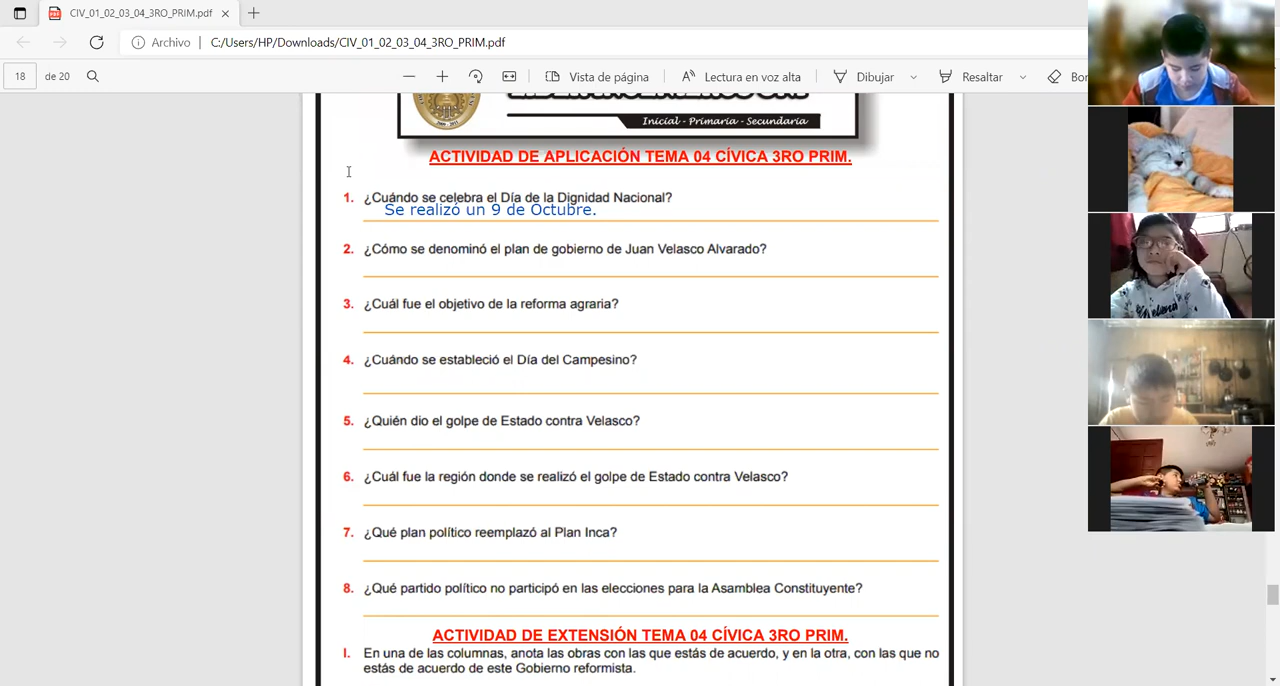 CIV_01_02_03_04_3RO_PRIM.pdf
Archivo | C:/Users/HP/Downloads/CIV_01_02_03_04_3RO_PRIM.pdf
18 de 20 Vista de página Lectura en voz alta Dibujar Resaltar
2009 - 2011
Inicial - Primaria - Secundaria
ACTIVIDAD DE APLICACIÓN TEMA 04 CÍVICA 3RO PRIM.
1. ¿Cuándo se celebra el Día de la Dignidad Nacional?
Se realizó un 9 de Octubre.
2. ¿Cómo se denominó el plan de gobierno de Juan Velasco Alvarado?
3. ¿Cuál fue el objetivo de la reforma agraria?
4. ¿Cuándo se estableció el Día del Campesino?
5. ¿Quién dio el golpe de Estado contra Velasco?
6. ¿Cuál fue la región donde se realizó el golpe de Estado contra Velasco?
7. ¿Qué plan político reemplazó al Plan Inca?
8. ¿Qué partido político no participó en las elecciones para la Asamblea Constituyente?
ACTIVIDAD DE EXTENSIÓN TEMA 04 CÍVICA 3RO PRIM.
I. En una de las columnas, anota las obras con las que estás de acuerdo, y en la otra, con las que no
estás de acuerdo de este Gobierno reformista.